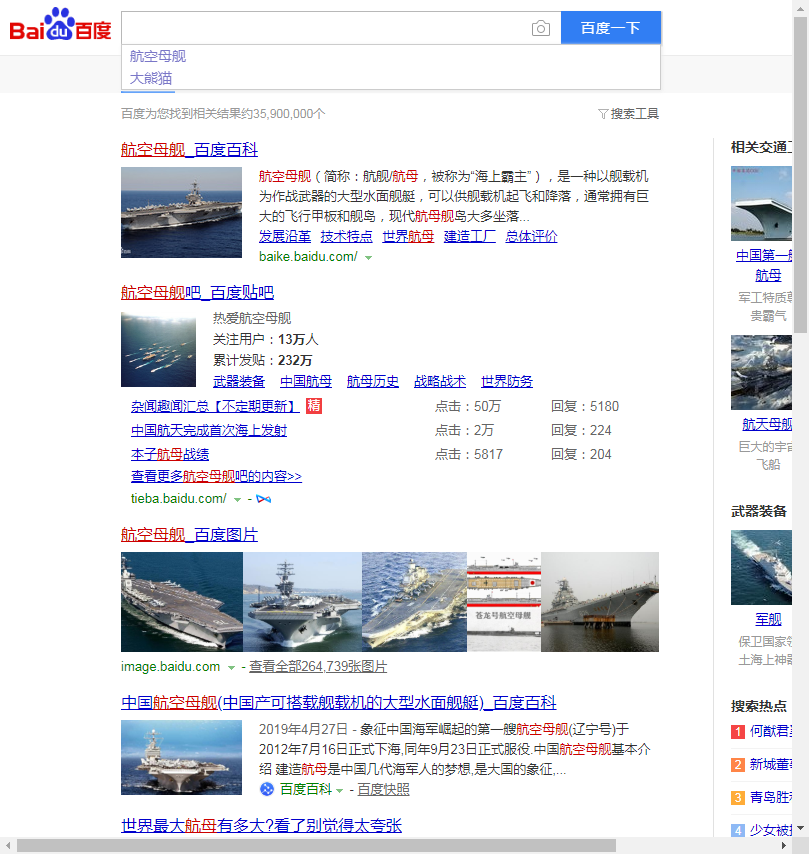 Bai du 百度
百度一下
航空母舰
大熊猫
百度为您找到相关结果约35,900,000个
搜索工具
航空母舰_百度百科
航空母舰（简称：航舰/航母，被称为“海上霸主”），是一种以舰载机
为作战武器的大型水面舰艇，可以供舰载机起飞和降落，通常拥有巨
大的飞行甲板和舰岛，现代航母舰岛大多坐落...
发展沿革 技术特点 世界航母 建造工厂 总体评价
baike.baidu.com/
航空母舰吧_百度贴吧
热爱航空母舰
关注用户：13万人
累计发贴：232万
武器装备 中国航母 航母历史 战略战术 世界防务
杂闻趣闻汇总【不定期更新】 精 点击：50万 回复：5180
中国航天完成首次海上发射 点击：2万 回复：224
本子航母战绩 点击：5817 回复：204
查看更多航空母舰吧的内容>>
tieba.baidu.com/ -
航空母舰_百度图片
苍龙号航空母舰
image.baidu.com - 查看全部264,739张图片
中国航空母舰(中国产可搭载舰载机的大型水面舰艇)_百度百科
2019年4月27日 - 象征中国海军崛起的第一艘航空母舰(辽宁号)于
2012年7月16日正式下海,同年9月23日正式服役.中国航空母舰基本介
绍 建造航母是中国几代海军人的梦想,是大国的象征,...
百度百科 - 百度快照
世界最大航母有多大?看了别觉得太夸张
相关交通工
中国第一艘
航母
军工特质尊
贵霸气
航天母舰
巨大的宇宙
飞船
武器装备
军舰
保卫国家领
土海上神器
搜索热点
1 何猷君
2 新城董事
3 青岛胜利
4 少女被